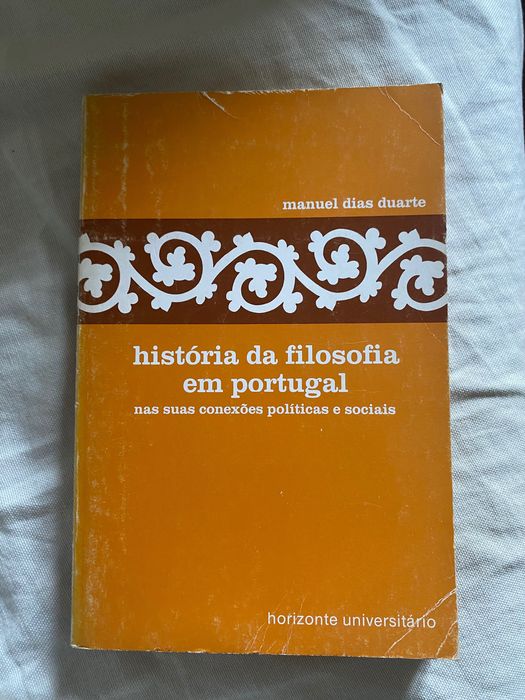 manuel dias duarte
história da filosofia
em portugal
nas suas conexões políticas e sociais
horizonte universitário